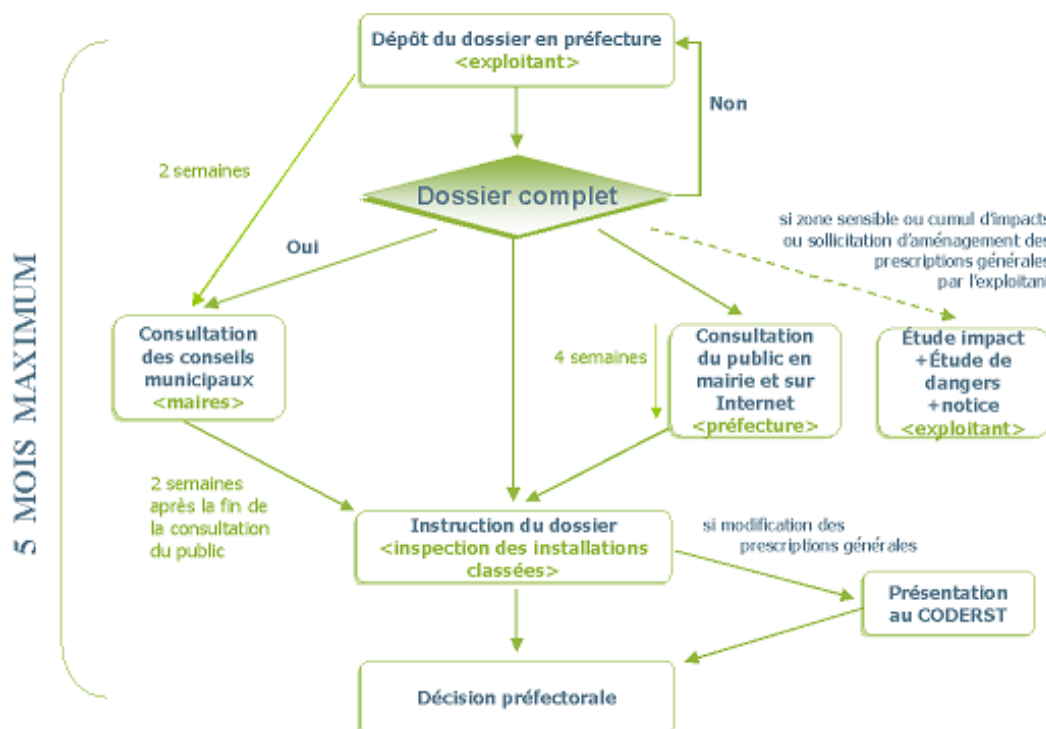 Dépôt du dossier en préfecture
<exploitant>
Non
2 semaines
Dossier complet
si zone sensible ou cumul d'impacts
ou sollicitation d'aménagement des
prescriptions générales
par l'exploitant
Oui
5 MOIS MAXIMUM
Consultation
des conseils
municipaux
<maires>
4 semaines
Consultation
du public en
mairie et sur
Internet
<préfecture>
Étude impact
+Étude de
dangers
+notice
<exploitant>
2 semaines
après la fin de
la consultation
du public
Instruction du dossier
<inspection des installations
classées>
si modification des
prescriptions générales
Présentation
au CODERST
Décision préfectorale